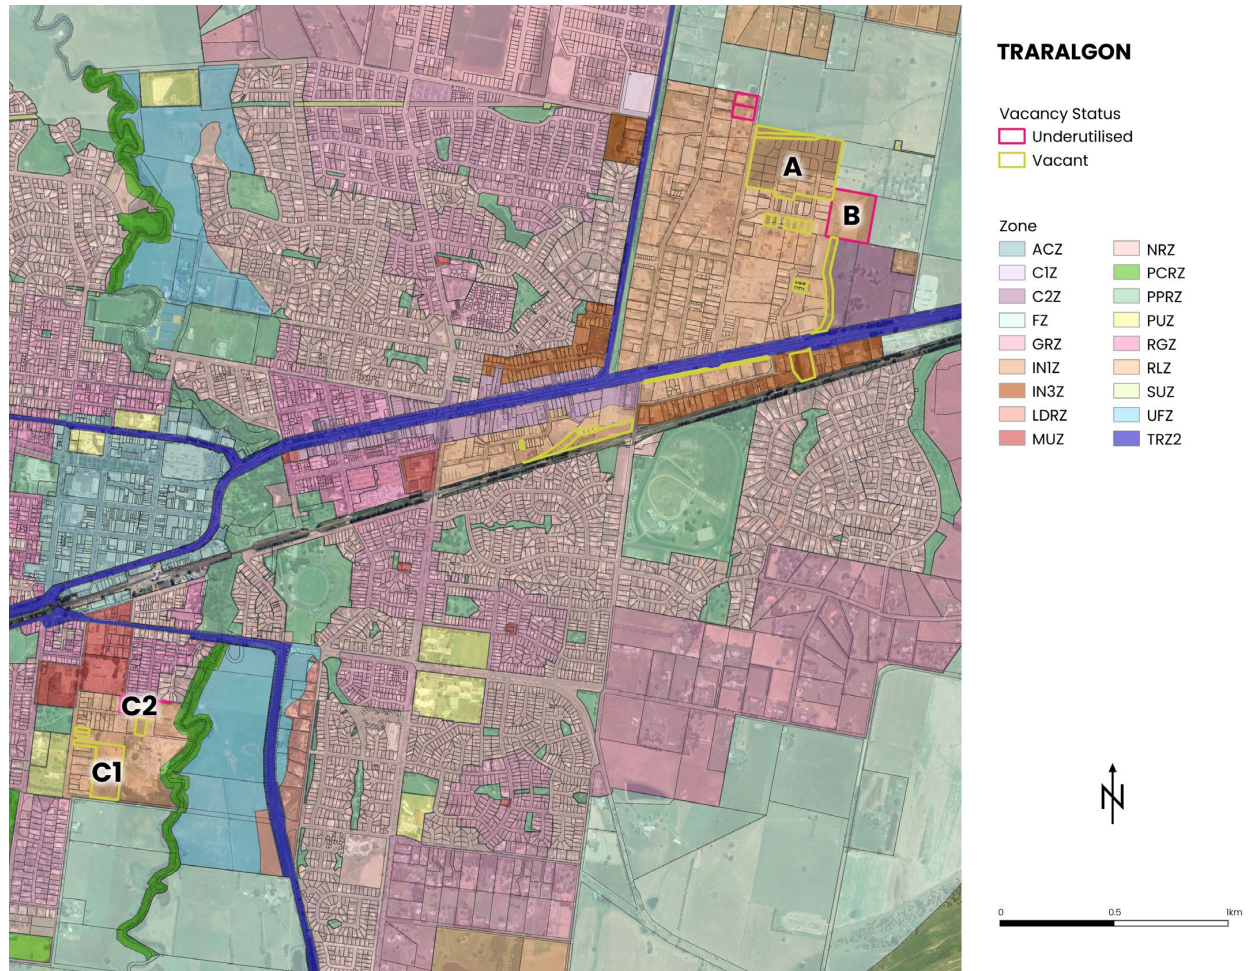 TRARALGON
Vacancy Status
Underutilised
Vacant
Zone
ACZ
C1Z
C2Z
FZ
GRZ
IN1Z
IN3Z
LDRZ
MUZ
NRZ
PCRZ
PPRZ
PUZ
RGZ
RLZ
SUZ
UFZ
TRZ2
A
B
C2
C1
N
0 0.5 1km